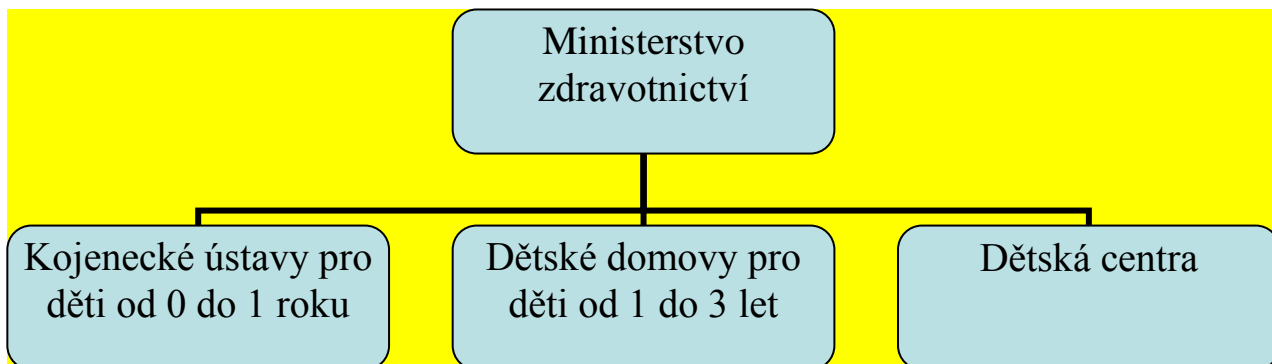 Ministerstvo
zdravotnictví
Kojenecké ústavy pro
děti od 0 do 1 roku
Dětské domovy pro
děti od 1 do 3 let
Dětská centra